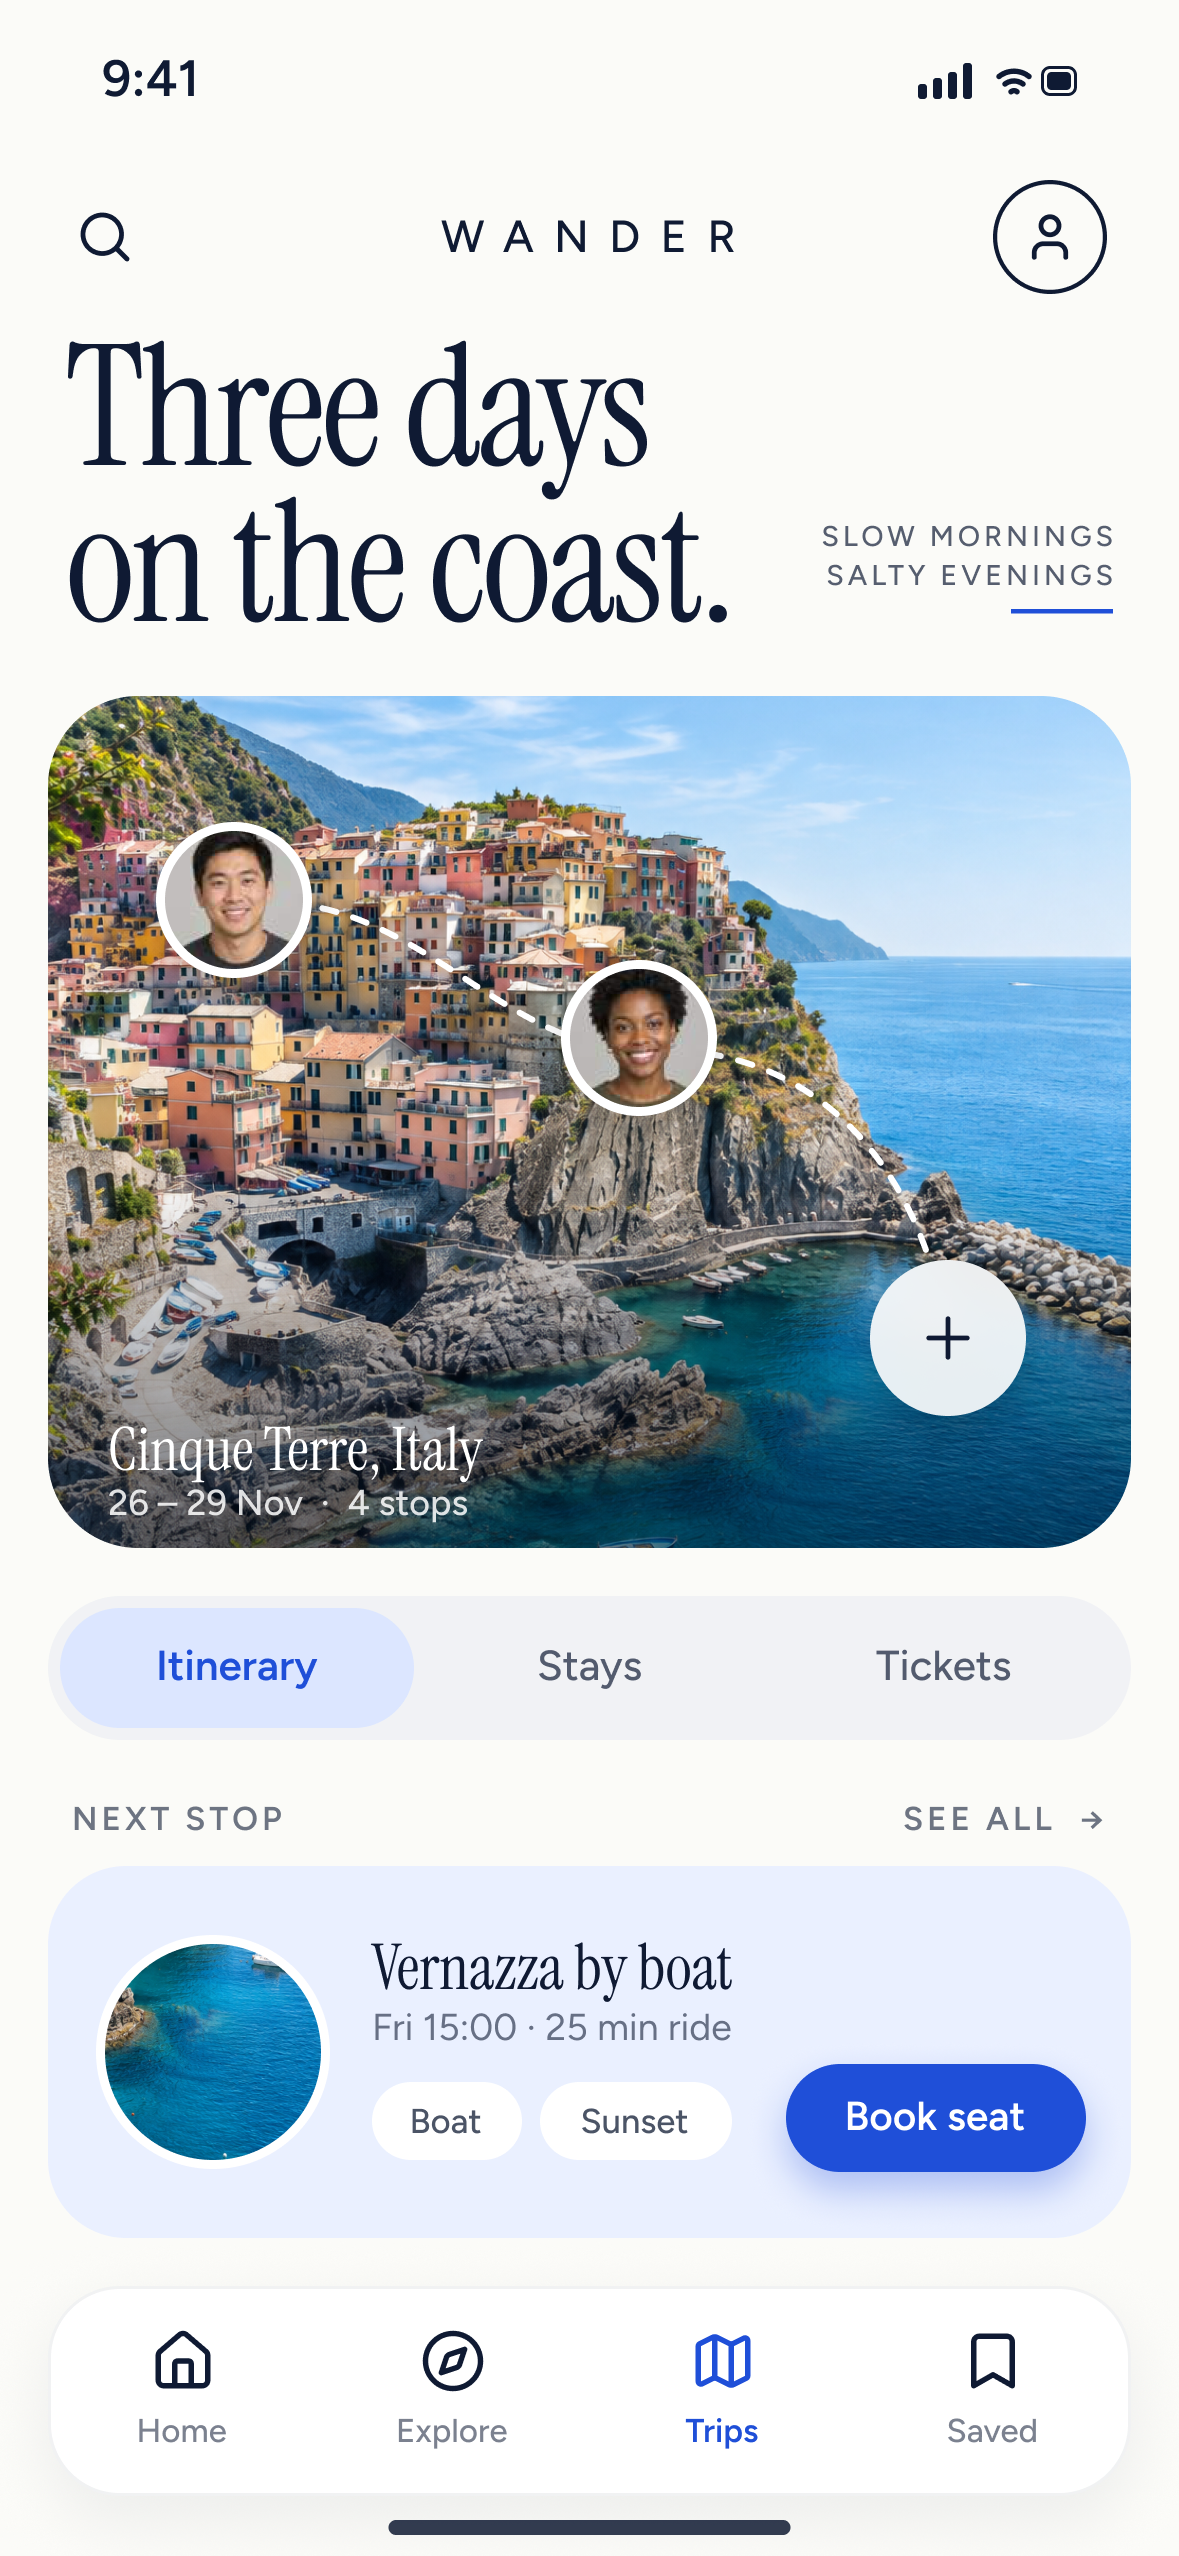 9:41
WANDER
Three days
on the coast.
SLOW MORNINGS
SALTY EVENINGS
Cinque Terre, Italy
26 – 29 Nov · 4 stops
Itinerary Stays Tickets
NEXT STOP SEE ALL →
Vernazza by boat
Fri 15:00 · 25 min ride
Boat Sunset Book seat
Home Explore Trips Saved